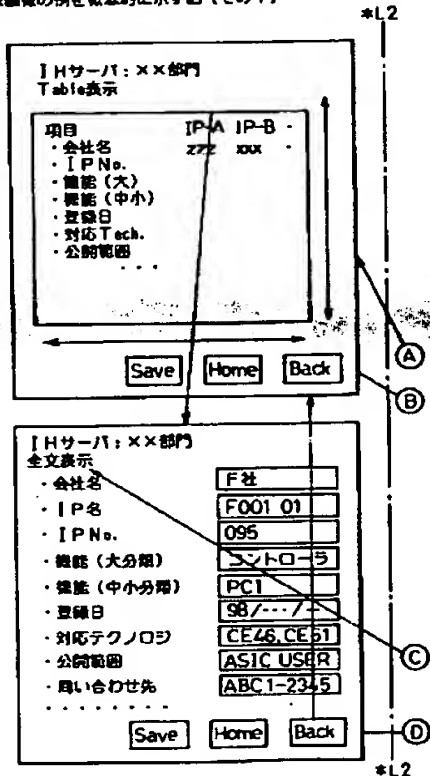 *L2
IHサーバ：××部門
Table表示
項目 IP-A IP-B ・
・会社名 zzz xxx ・
・IPNo.
・機能（大）
・機能（中小）
・登録日
・対応Tech.
・公開範囲
・・・
Save Home Back
A
B
IHサーバ：××部門
全文表示
・会社名 F社
・IP名 F001 01
・IPNo. 095
・機能（大分類） コントローラ
・機能（中小分類） PC1
・登録日 98/---/-
・対応テクノロジ CE46,CE61
・公開範囲 ASIC USER
・問い合わせ先 ABC1-2345
・・・・・・・・
Save Home Back
C
D
*L2